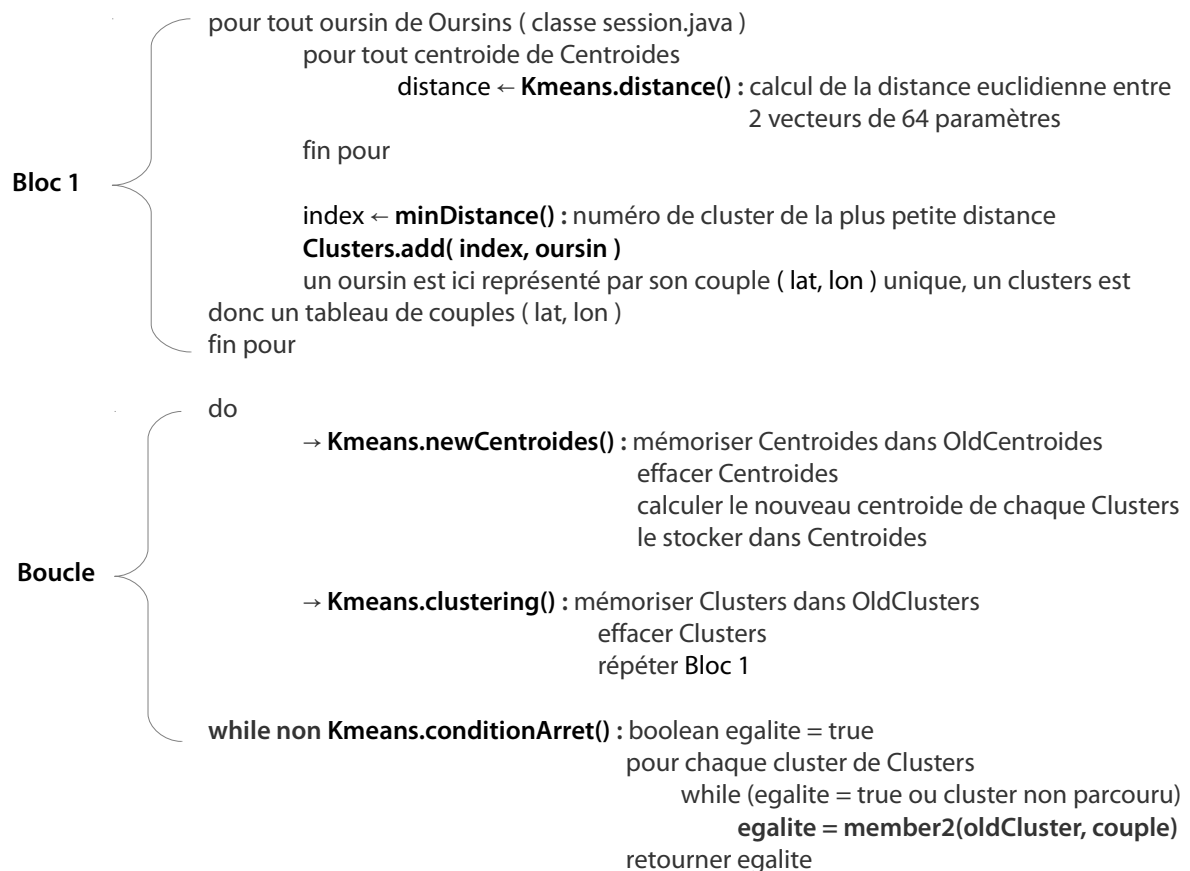 pour tout oursin de Oursins ( classe session.java )
pour tout centroide de Centroides
distance ← Kmeans.distance() : calcul de la distance euclidienne entre
2 vecteurs de 64 paramètres
fin pour
Bloc 1
index ← minDistance() : numéro de cluster de la plus petite distance
Clusters.add( index, oursin )
un oursin est ici représenté par son couple ( lat, lon ) unique, un clusters est
donc un tableau de couples ( lat, lon )
fin pour
do
→ Kmeans.newCentroides() : mémoriser Centroides dans OldCentroides
effacer Centroides
calculer le nouveau centroide de chaque Clusters
le stocker dans Centroides
Boucle
→ Kmeans.clustering() : mémoriser Clusters dans OldClusters
effacer Clusters
répéter Bloc 1
while non Kmeans.conditionArret() : boolean egalite = true
pour chaque cluster de Clusters
while (egalite = true ou cluster non parcouru)
egalite = member2(oldCluster, couple)
retourner egalite